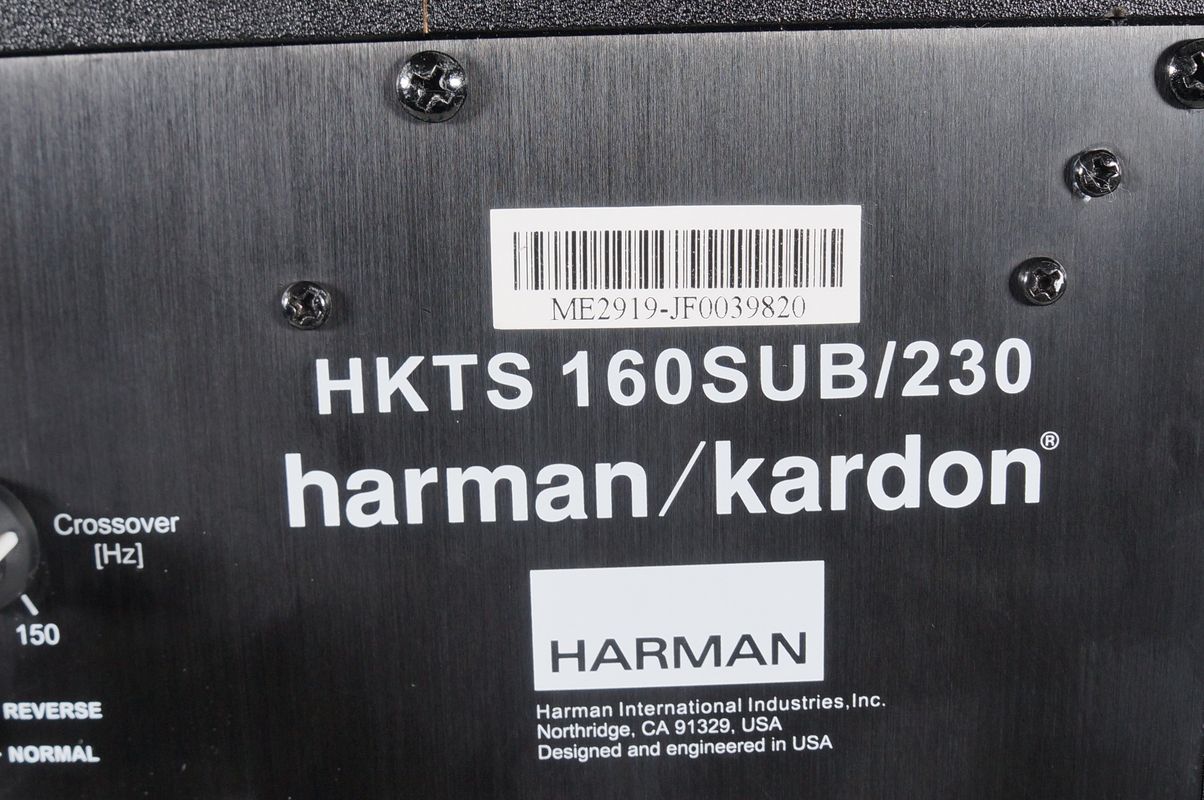 ME2919-JF0039820
HKTS 160SUB/230
harman/kardon®
Crossover
[Hz]
150
HARMAN
REVERSE
NORMAL
Harman International Industries,Inc.
Northridge, CA 91329, USA
Designed and engineered in USA